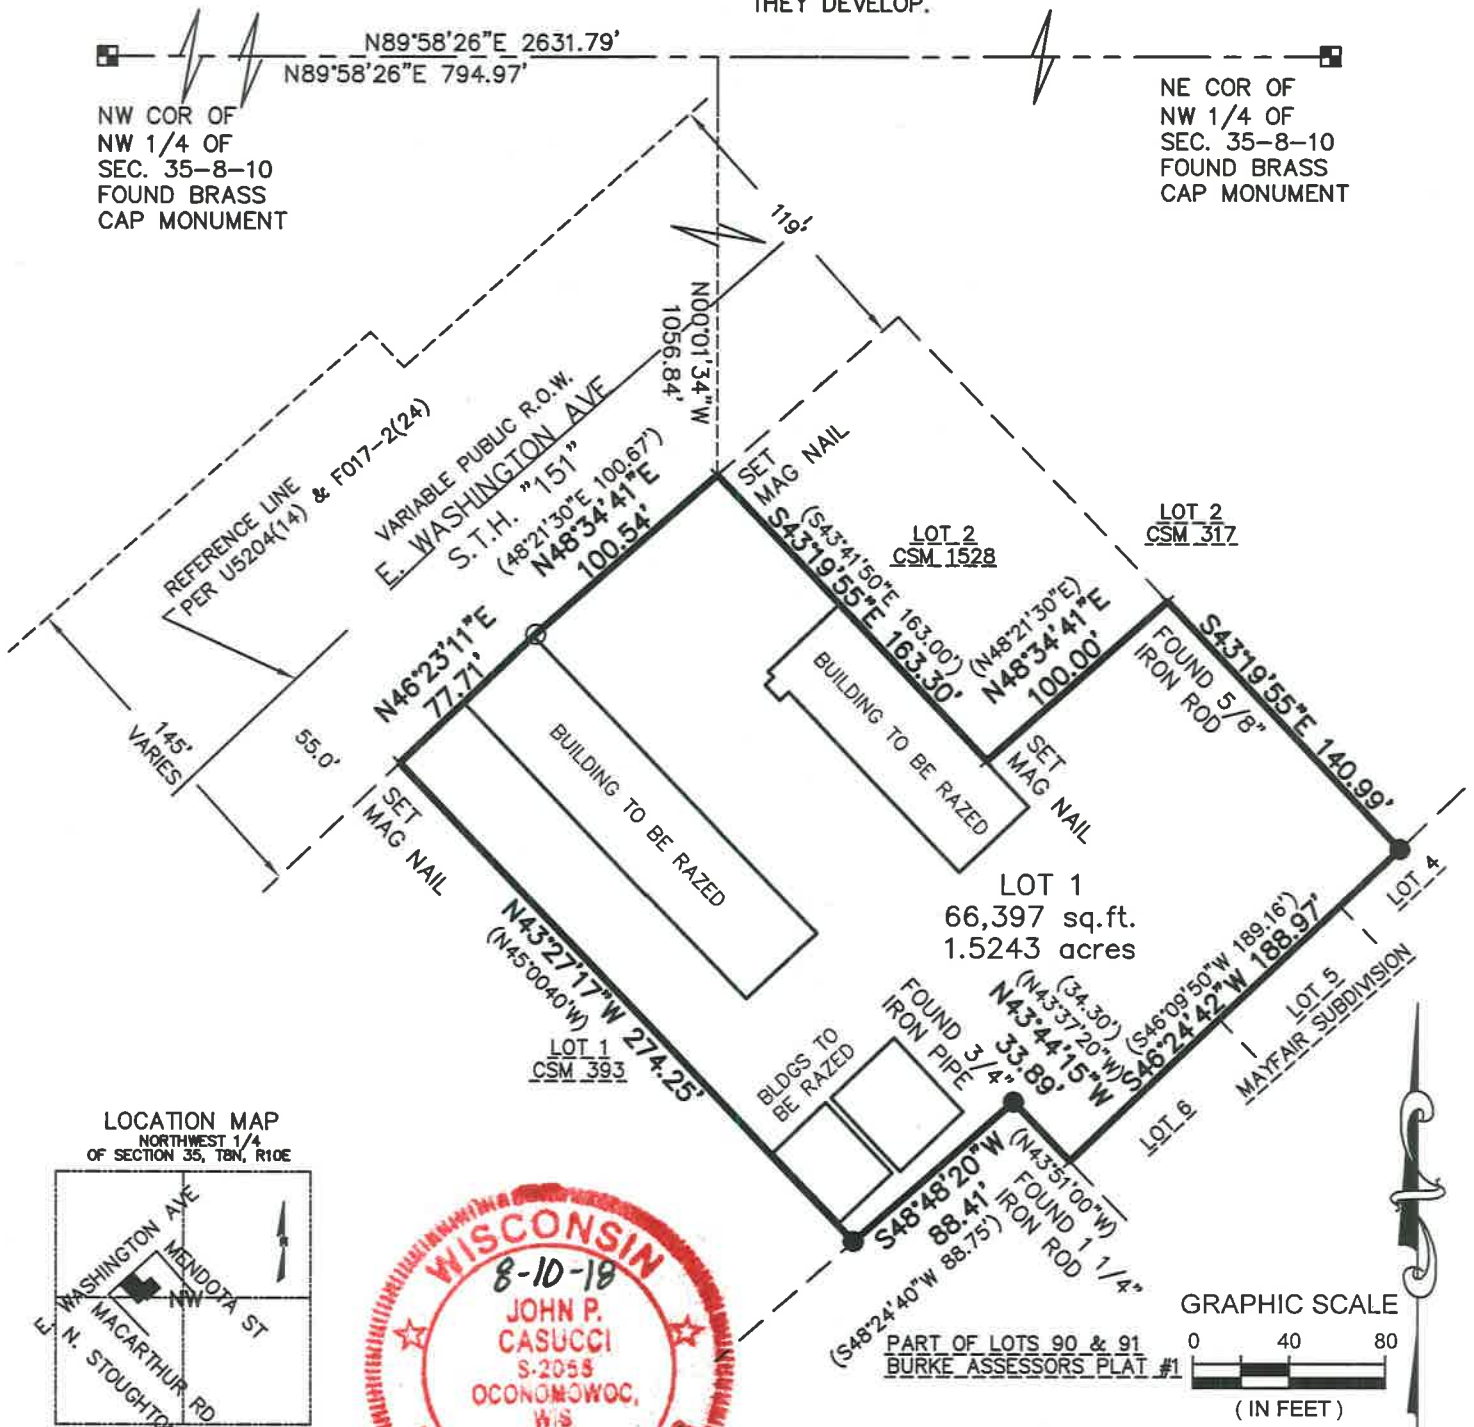 THEY DEVELOP.
N89°58'26"E 2631.79'
N89°58'26"E 794.97'
NW COR OF
NW 1/4 OF
SEC. 35-8-10
FOUND BRASS
CAP MONUMENT
NE COR OF
NW 1/4 OF
SEC. 35-8-10
FOUND BRASS
CAP MONUMENT
119'
N00°01'34"W
1056.84'
REFERENCE LINE
PER U5204(14) & F017-2(24)
VARIABLE PUBLIC R.O.W.
E. WASHINGTON AVE
S.T.H. "151"
(48°21'30"E 100.67')
N48°34'41"E
100.54'
N46°23'11"E
77.71'
145'
VARIES
55.0'
SET
MAG NAIL
SET
MAG NAIL
(S43°41'50"E 163.00')
S43°19'55"E 163.30'
LOT 2
CSM 1528
LOT 2
CSM 317
(N48°21'30"E)
N48°34'41"E
100.00'
FOUND 5/8"
IRON ROD
S43°19'55"E 140.99'
SET
MAG NAIL
BUILDING TO BE RAZED
BUILDING TO BE RAZED
LOT 1
66,397 sq.ft.
1.5243 acres
N43°27'17"W 274.25'
(N45°00'40'W)
LOT 1
CSM 393
BLDGS TO
BE RAZED
FOUND 3/4"
IRON PIPE
(34.30')
(N43°37'20"W)
N43°44'15"W
33.89'
(S46°09'50"W 189.16')
S46°24'42"W 188.97'
LOT 4
LOT 5
MAYFAIR SUBDIVISION
LOT 6
S48°48'20"W
88.41'
(S48°24'40"W 88.75')
(N43°51'00"W)
FOUND 1 1/4"
IRON ROD
PART OF LOTS 90 & 91
BURKE ASSESSORS PLAT #1
LOCATION MAP
NORTHWEST 1/4
OF SECTION 35, T8N, R10E
E WASHINGTON AVE
MENDOTA ST
NW
MACARTHUR RD
N. STOUGHTO
N
WISCONSIN
8-10-18
JOHN P.
CASUCCI
S-2055
OCONOMOWOC,
WIS
GRAPHIC SCALE
0 40 80
( IN FEET )